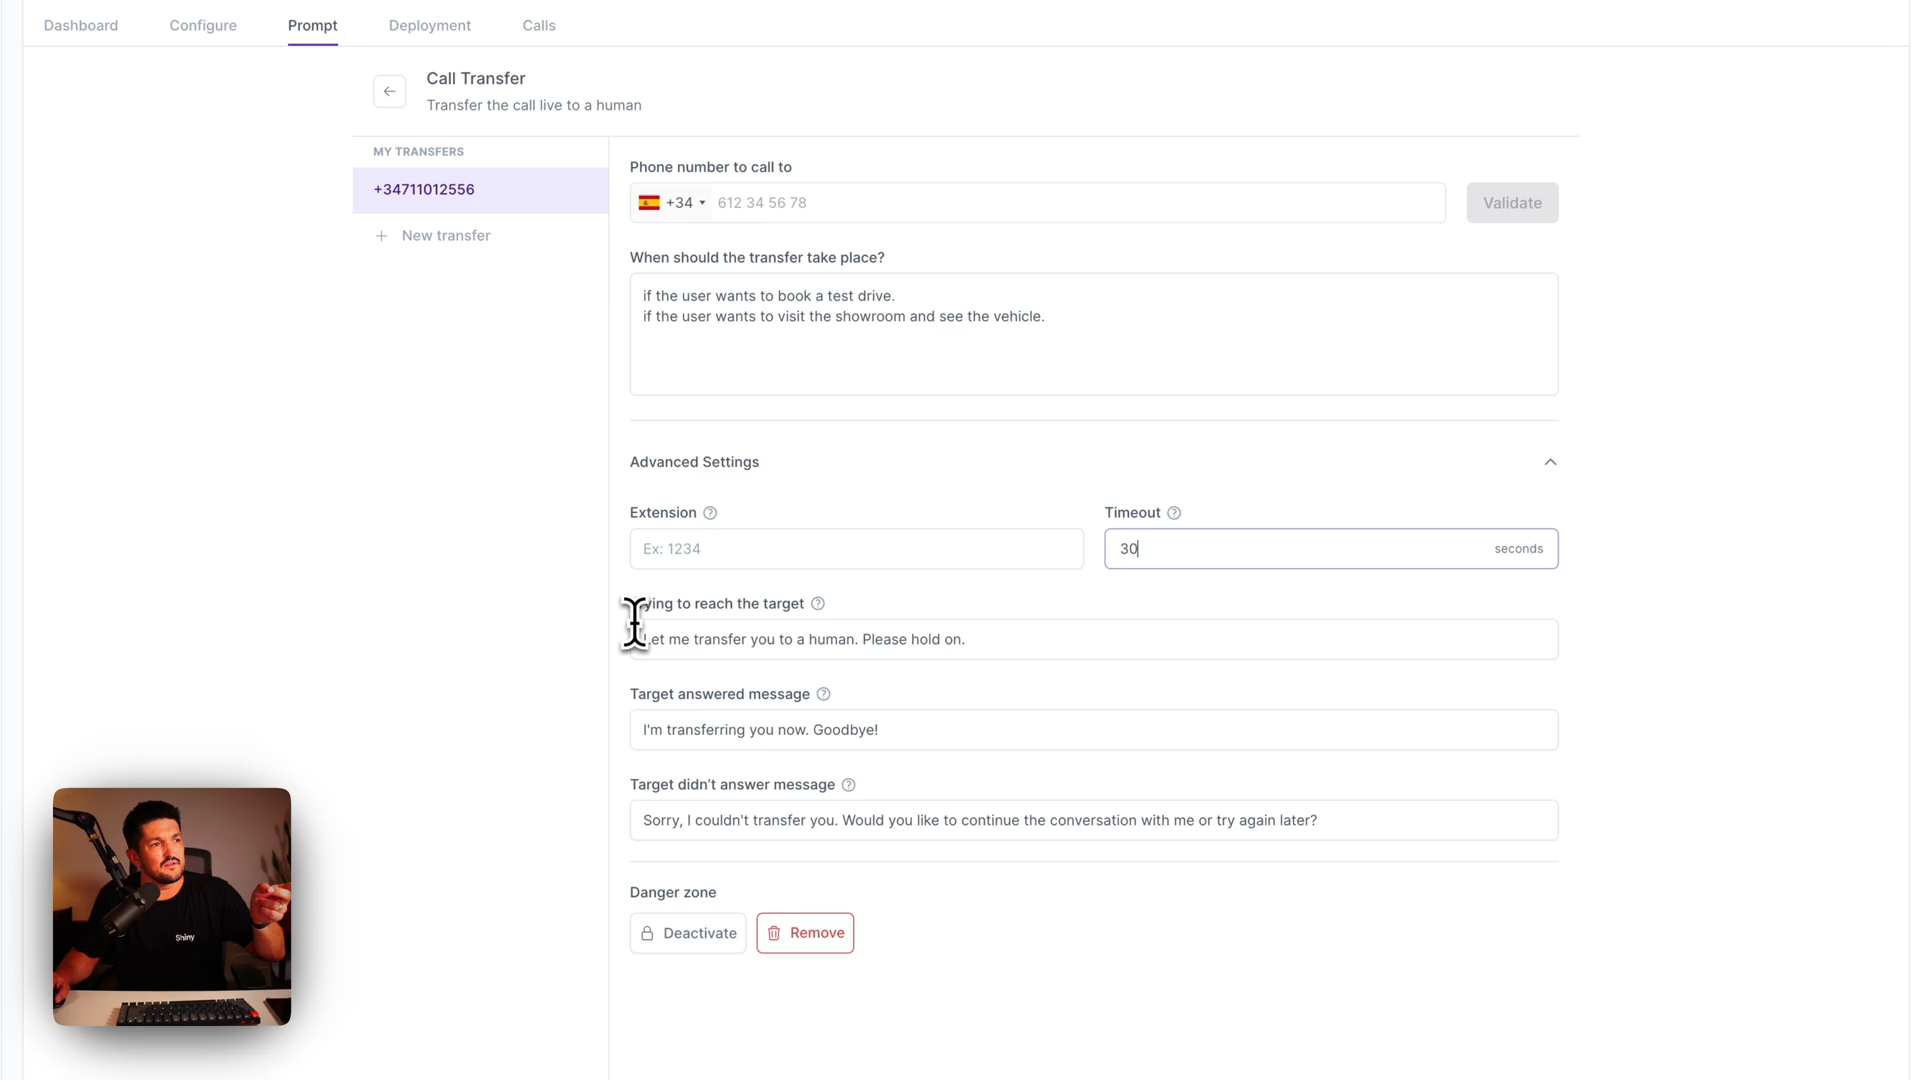 Dashboard
Configure
Prompt
Deployment
Calls
Call Transfer
Transfer the call live to a human
MY TRANSFERS
+34711012556
New transfer
Phone number to call to
+34
612 34 56 78
Validate
When should the transfer take place?
if the user wants to book a test drive.
if the user wants to visit the showroom and see the vehicle.
Advanced Settings
Extension
Timeout
Ex: 1234
30
seconds
ying to reach the target
Let me transfer you to a human. Please hold on.
Target answered message
I'm transferring you now. Goodbye!
Target didn’t answer message
Sorry, I couldn't transfer you. Would you like to continue the conversation with me or try again later?
Danger zone
Deactivate
Remove
Shiny